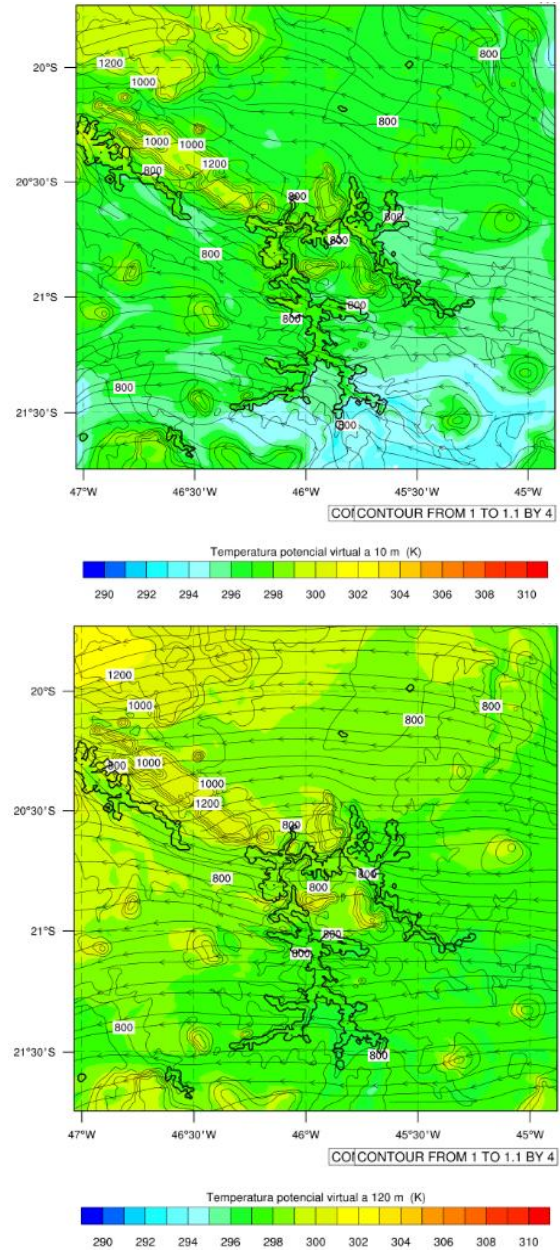 20°S
1200
800
1000
1000
1000
800
1200
20°30'S
800
800
800
800
21°S
800
800
800
21°30'S
800
47°W
46°30'W
46°W
45°30'W
45°W
CONTOUR FROM 1 TO 1.1 BY 4
Temperatura potencial virtual a 10 m (K)
290 292 294 296 298 300 302 304 306 308 310
1200
20°S
1000
800
800
800
1000
1000
1200
20°30'S
800
800
800
800
21°S
800
800
21°30'S
800
47°W
46°30'W
46°W
45°30'W
45°W
CONTOUR FROM 1 TO 1.1 BY 4
Temperatura potencial virtual a 120 m (K)
290 292 294 296 298 300 302 304 306 308 310